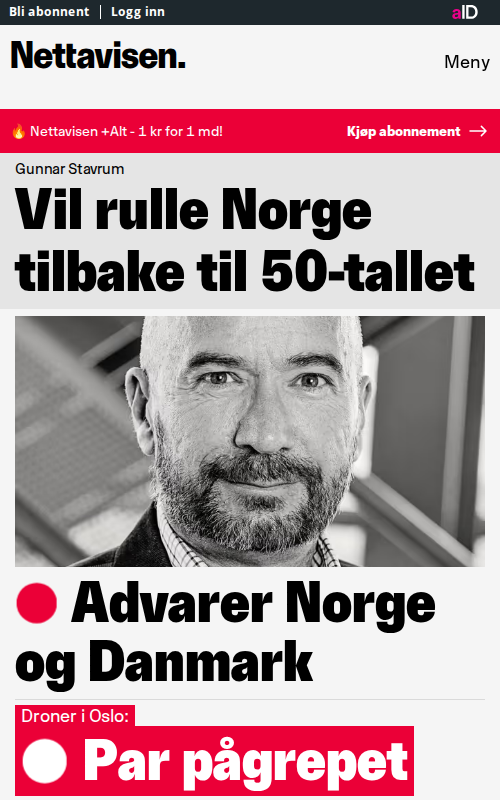 Bli abonnent | Logg inn
aID
Nettavisen.
Meny
🔥 Nettavisen +Alt - 1 kr for 1 md!
Kjøp abonnement →
Gunnar Stavrum
Vil rulle Norge
tilbake til 50-tallet
Advarer Norge
og Danmark
Droner i Oslo:
Par pågrepet